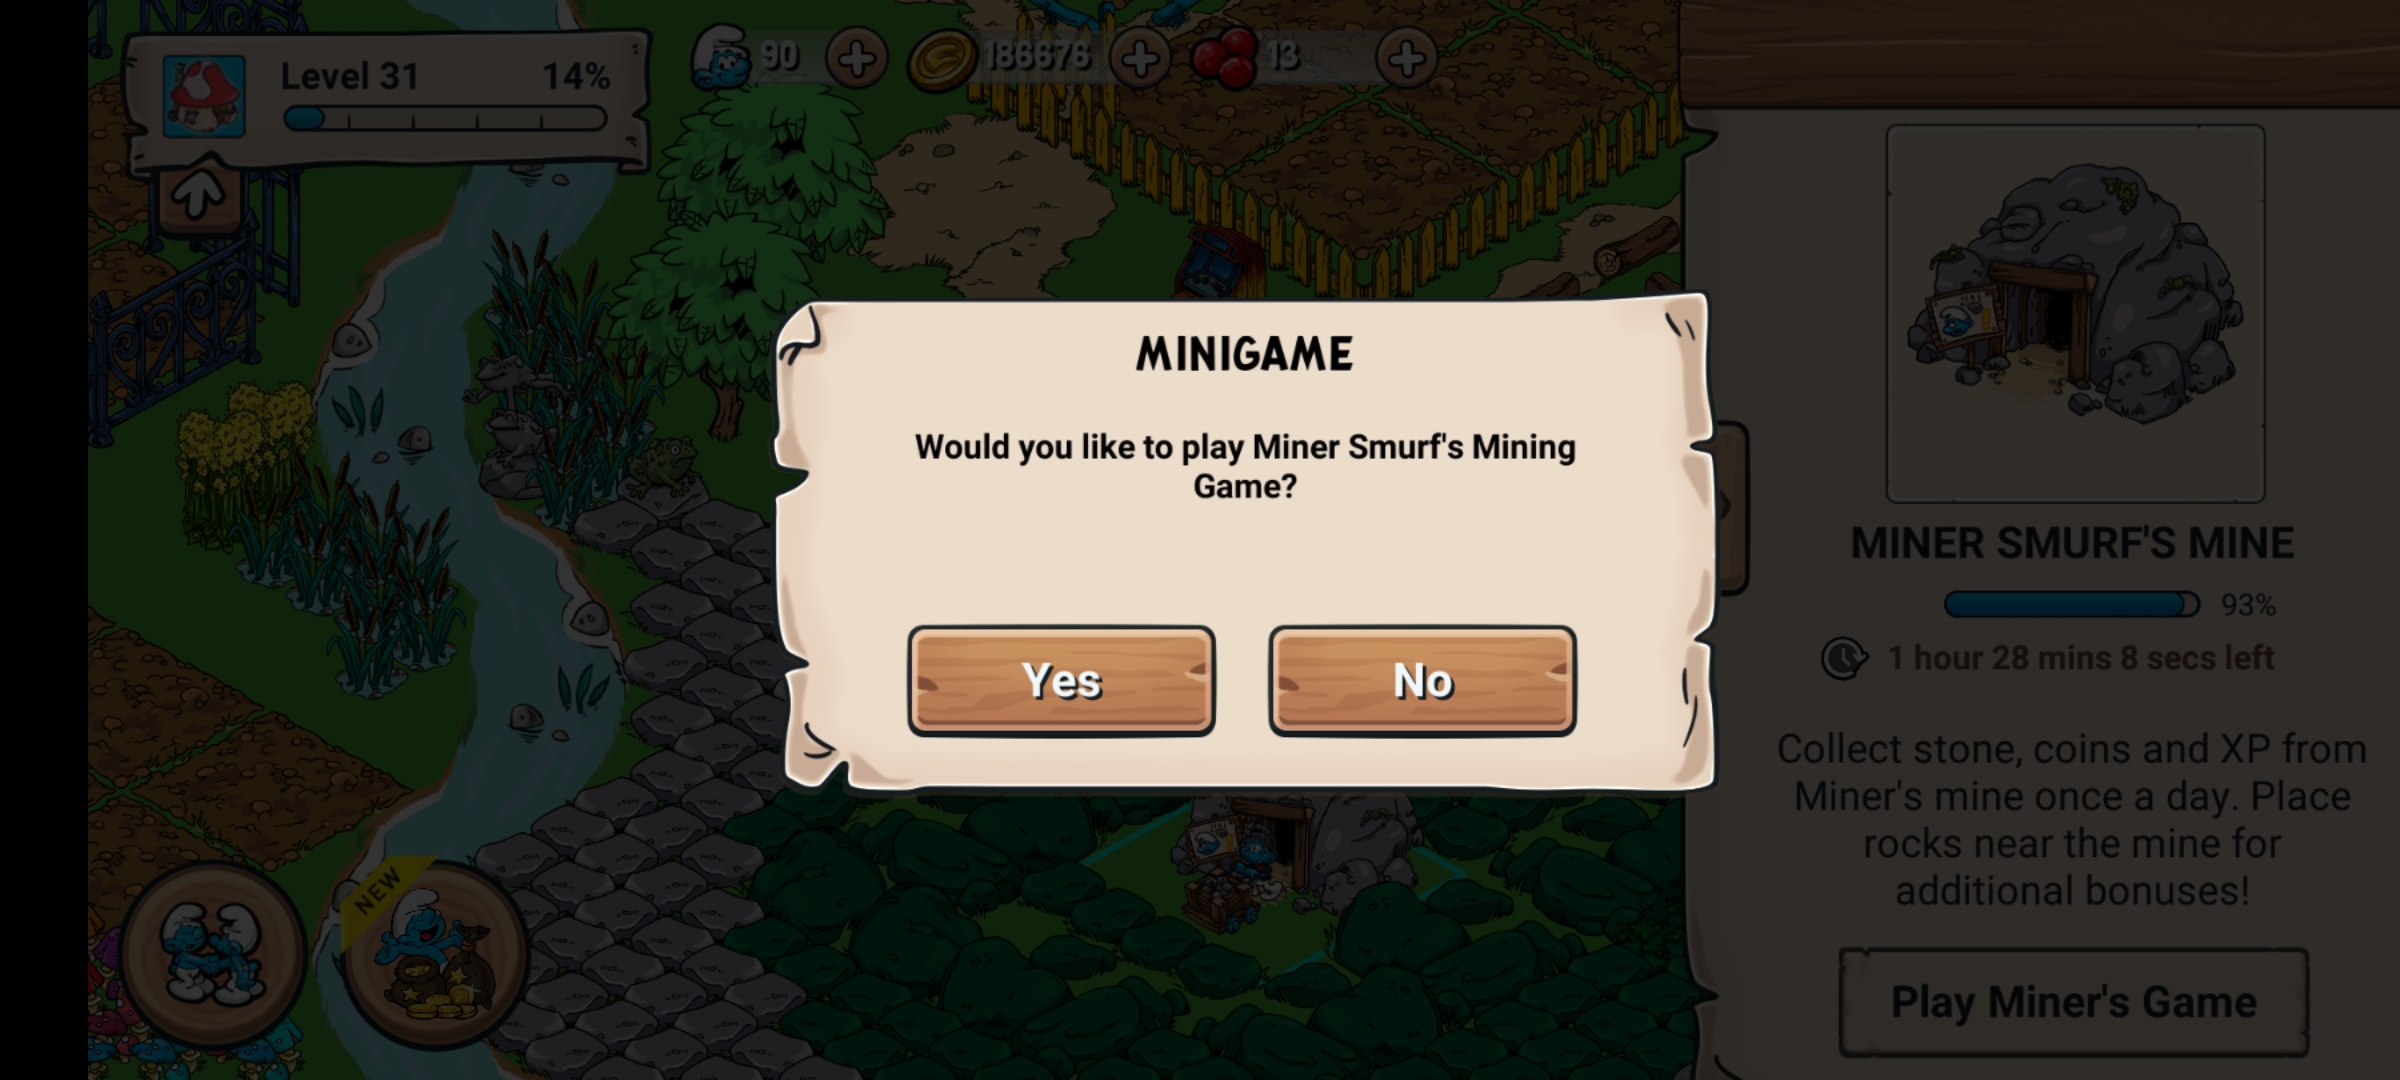 Level 31
14%
90
186676
13
MINIGAME
Would you like to play Miner Smurf's Mining
Game?
Yes
No
MINER SMURF'S MINE
93%
1 hour 28 mins 8 secs left
Collect stone, coins and XP from
Miner's mine once a day. Place
rocks near the mine for
additional bonuses!
Play Miner's Game
NEW